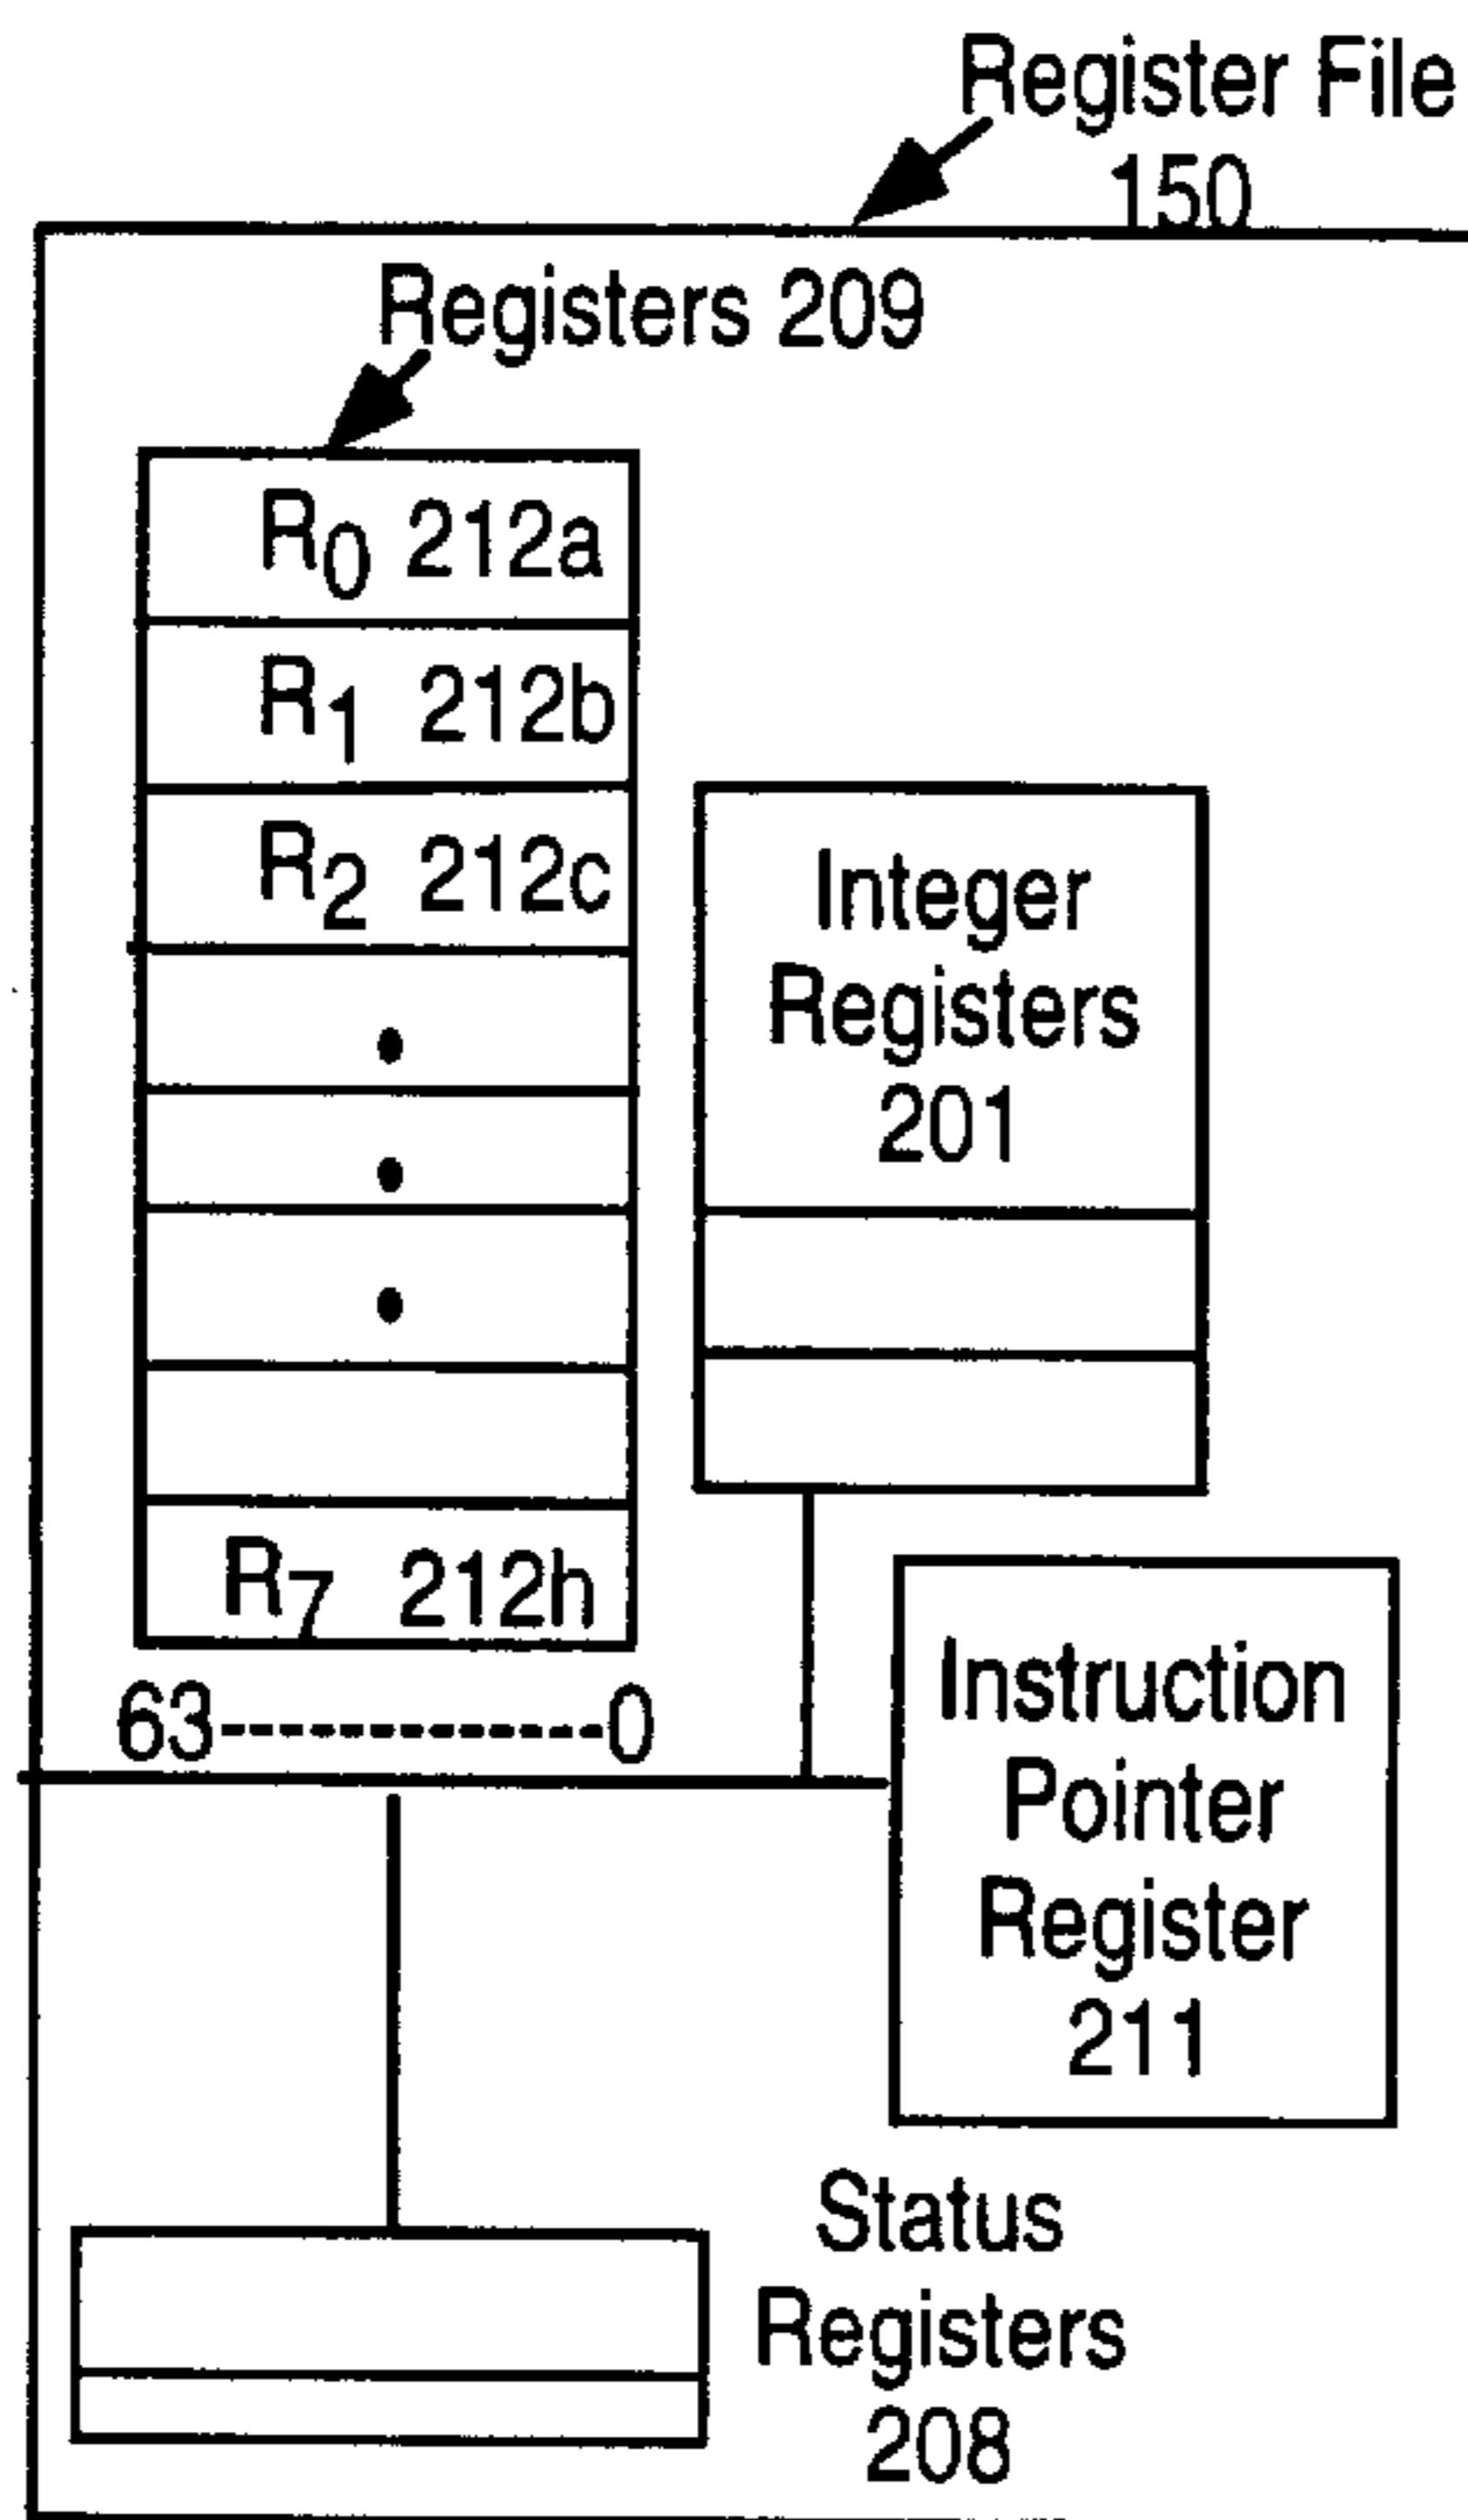 Register File
150
Registers 209
R0 212a
R1 212b
R2 212c
Integer
Registers
201
R7 212h
63------------0
Instruction
Pointer
Register
211
Status
Registers
208